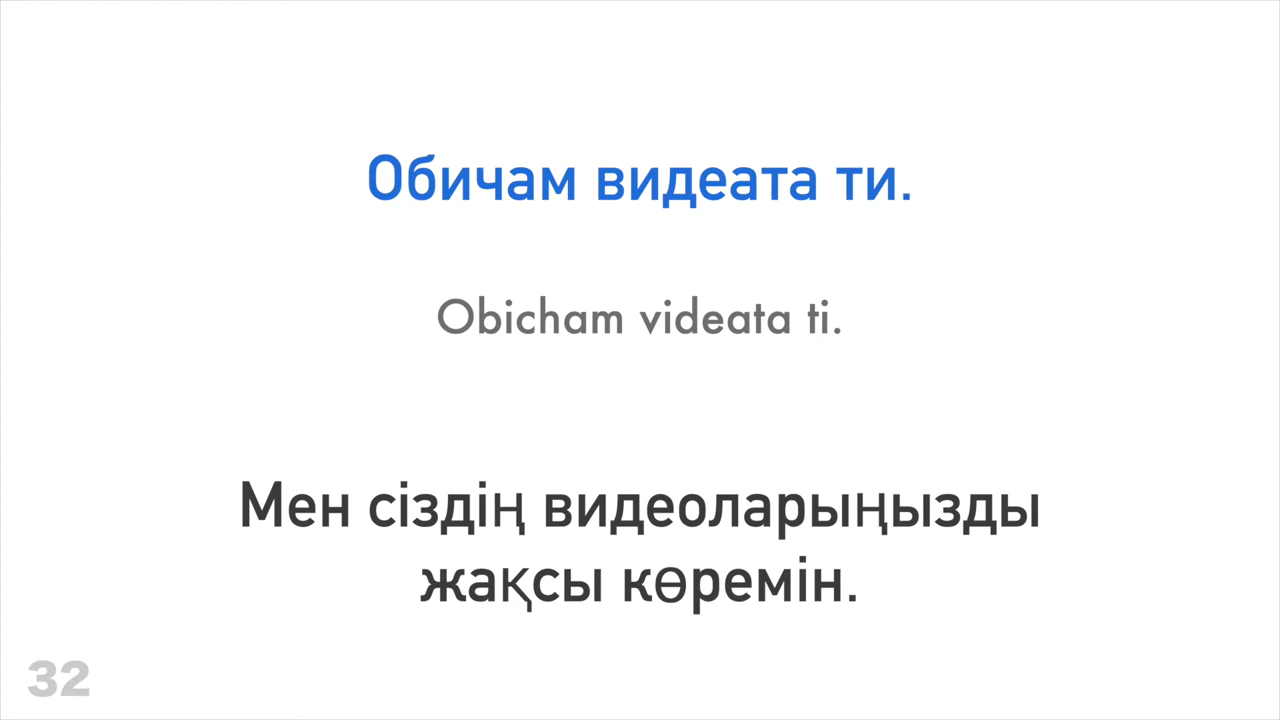 Обичам видеата ти.
Obicham videata ti.
Мен сіздің видеоларыңызды
жақсы көремін.
32